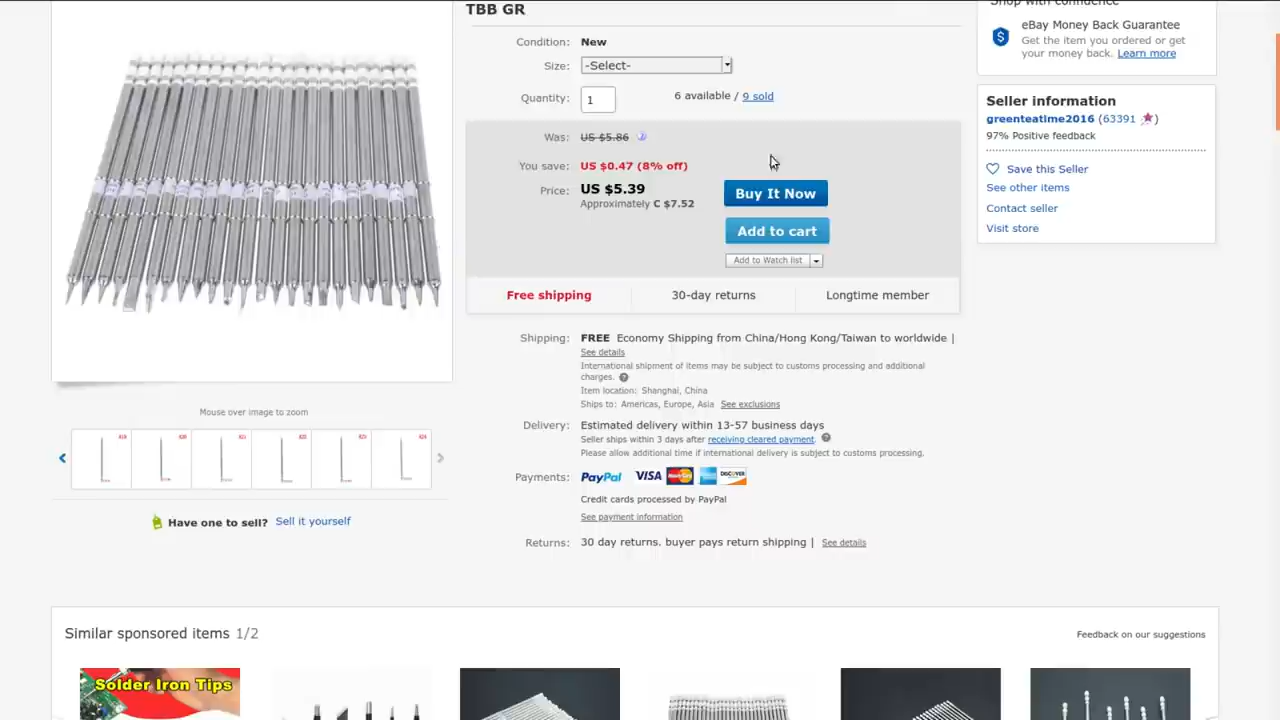 TBB GR
Shop with confidence
Condition: New
eBay Money Back Guarantee
Get the item you ordered or get
your money back. Learn more
Size: -Select-
Quantity: 1
6 available / 9 sold
Seller information
greenteatime2016 (63391)
97% Positive feedback
Was: US $5.86
You save: US $0.47 (8% off)
Price: US $5.39
Approximately C $7.52
Buy It Now
Add to cart
Add to Watch list
Save this Seller
See other items
Contact seller
Visit store
Free shipping
30-day returns
Longtime member
Shipping: FREE Economy Shipping from China/Hong Kong/Taiwan to worldwide |
See details
International shipment of items may be subject to customs processing and additional
charges.
Item location: Shanghai, China
Ships to: Americas, Europe, Asia See exclusions
Mouse over image to zoom
Delivery: Estimated delivery within 13-57 business days
Seller ships within 3 days after receiving cleared payment.
Please allow additional time if international delivery is subject to customs processing.
Payments: PayPal VISA MasterCard DISCOVER
Credit cards processed by PayPal
See payment information
Have one to sell? Sell it yourself
Returns: 30 day returns. buyer pays return shipping | See details
Similar sponsored items 1/2
Feedback on our suggestions
Solder Iron Tips